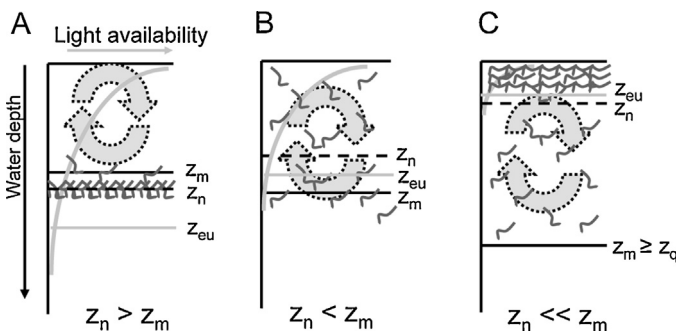 A
Light availability
Water depth
z_m
z_n
z_eu
z_n > z_m
B
z_n
z_eu
z_m
z_n < z_m
C
z_eu
z_n
z_m ≥ z_q
z_n << z_m